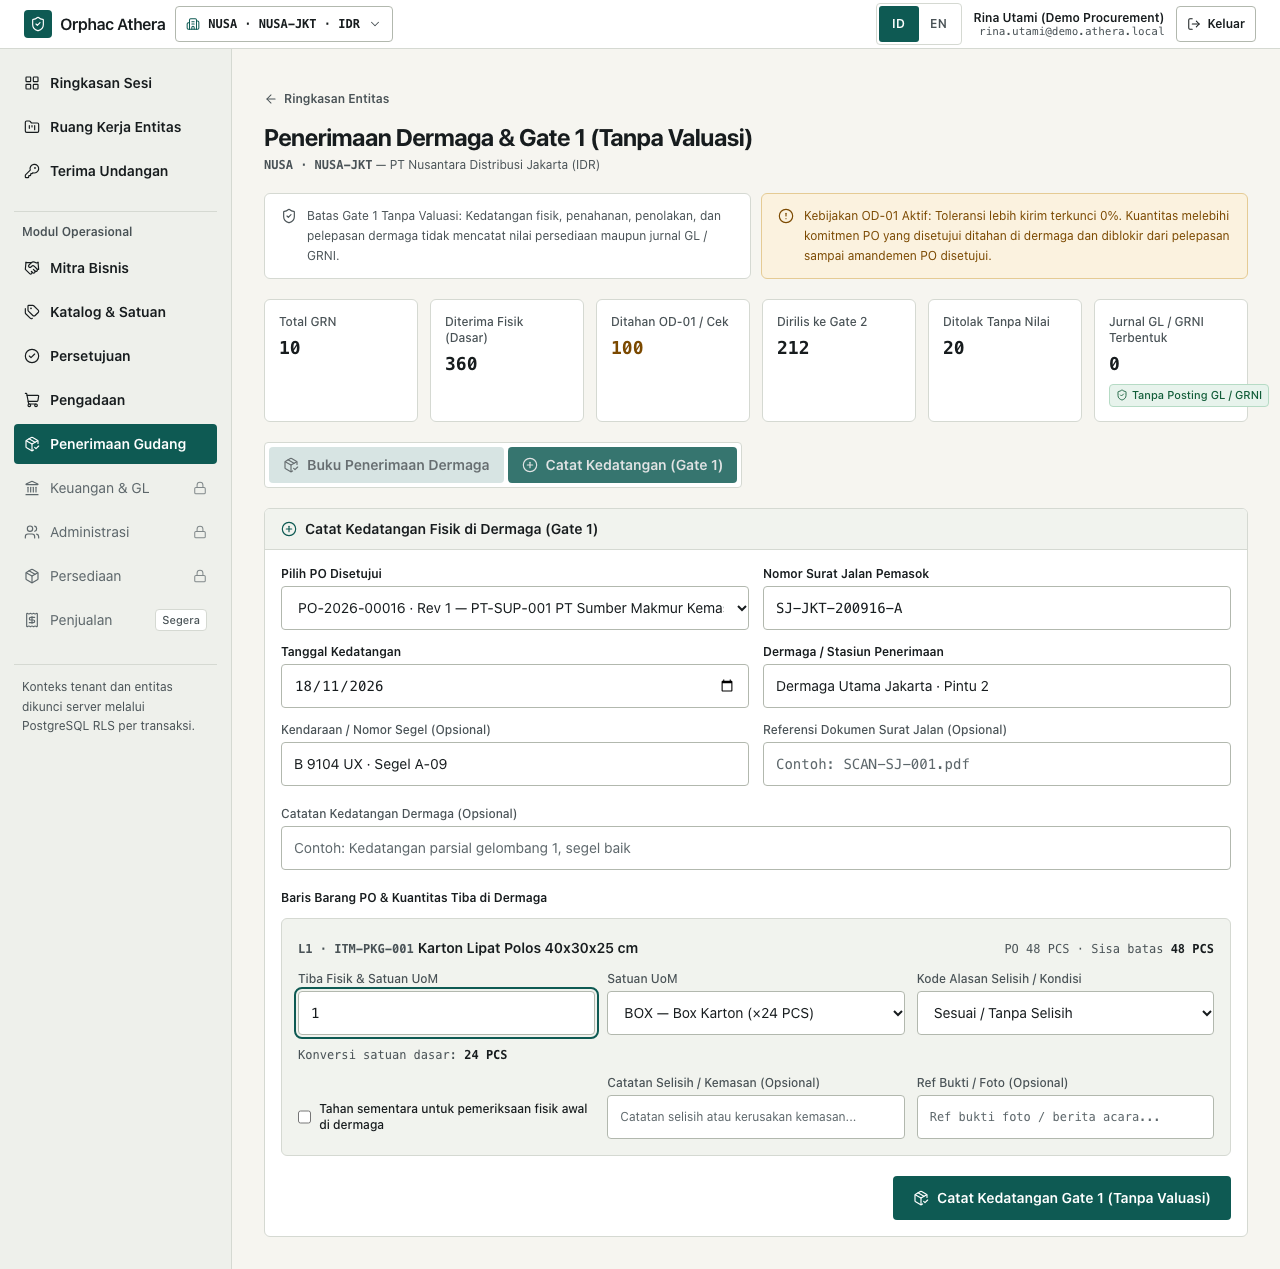 Orphac Athera
NUSA · NUSA-JKT · IDR
ID
EN
Rina Utami (Demo Procurement)
rina.utami@demo.athera.local
Keluar
Ringkasan Sesi
Ruang Kerja Entitas
Terima Undangan
Modul Operasional
Mitra Bisnis
Katalog & Satuan
Persetujuan
Pengadaan
Penerimaan Gudang
Keuangan & GL
Administrasi
Persediaan
Penjualan
Segera
Konteks tenant dan entitas
dikunci server melalui
PostgreSQL RLS per transaksi.
Ringkasan Entitas
Penerimaan Dermaga & Gate 1 (Tanpa Valuasi)
NUSA · NUSA-JKT — PT Nusantara Distribusi Jakarta (IDR)
Batas Gate 1 Tanpa Valuasi: Kedatangan fisik, penahanan, penolakan, dan
pelepasan dermaga tidak mencatat nilai persediaan maupun jurnal GL /
GRNI.
Kebijakan OD-01 Aktif: Toleransi lebih kirim terkunci 0%. Kuantitas melebihi
komitmen PO yang disetujui ditahan di dermaga dan diblokir dari pelepasan
sampai amandemen PO disetujui.
Total GRN
10
Diterima Fisik
(Dasar)
360
Ditahan OD-01 / Cek
100
Dirilis ke Gate 2
212
Ditolak Tanpa Nilai
20
Jurnal GL / GRNI
Terbentuk
0
Tanpa Posting GL / GRNI
Buku Penerimaan Dermaga
Catat Kedatangan (Gate 1)
Catat Kedatangan Fisik di Dermaga (Gate 1)
Pilih PO Disetujui
PO-2026-00016 · Rev 1 — PT-SUP-001 PT Sumber Makmur Kemas
Nomor Surat Jalan Pemasok
SJ-JKT-200916-A
Tanggal Kedatangan
18/11/2026
Dermaga / Stasiun Penerimaan
Dermaga Utama Jakarta · Pintu 2
Kendaraan / Nomor Segel (Opsional)
B 9104 UX · Segel A-09
Referensi Dokumen Surat Jalan (Opsional)
Contoh: SCAN-SJ-001.pdf
Catatan Kedatangan Dermaga (Opsional)
Contoh: Kedatangan parsial gelombang 1, segel baik
Baris Barang PO & Kuantitas Tiba di Dermaga
L1 · ITM-PKG-001 Karton Lipat Polos 40x30x25 cm
PO 48 PCS · Sisa batas 48 PCS
Tiba Fisik & Satuan UoM
1
Satuan UoM
BOX — Box Karton (×24 PCS)
Kode Alasan Selisih / Kondisi
Sesuai / Tanpa Selisih
Konversi satuan dasar: 24 PCS
Tahan sementara untuk pemeriksaan fisik awal
di dermaga
Catatan Selisih / Kemasan (Opsional)
Catatan selisih atau kerusakan kemasan...
Ref Bukti / Foto (Opsional)
Ref bukti foto / berita acara...
Catat Kedatangan Gate 1 (Tanpa Valuasi)